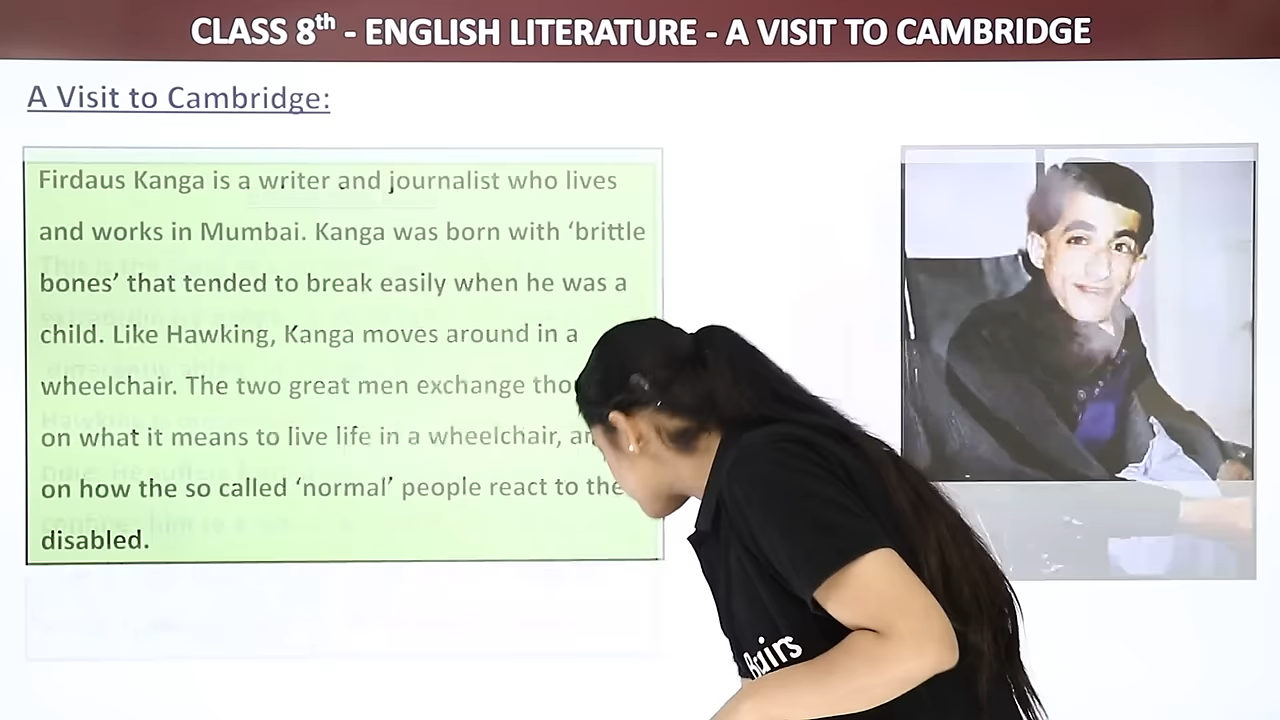 CLASS 8th - ENGLISH LITERATURE - A VISIT TO CAMBRIDGE
A Visit to Cambridge:
Firdaus Kanga is a writer and journalist who lives
and works in Mumbai. Kanga was born with ‘brittle
bones’ that tended to break easily when he was a
child. Like Hawking, Kanga moves around in a
wheelchair. The two great men exchange
on what it means to live life in a wheelchair,
on how the so called ‘normal’ people react to the
disabled.